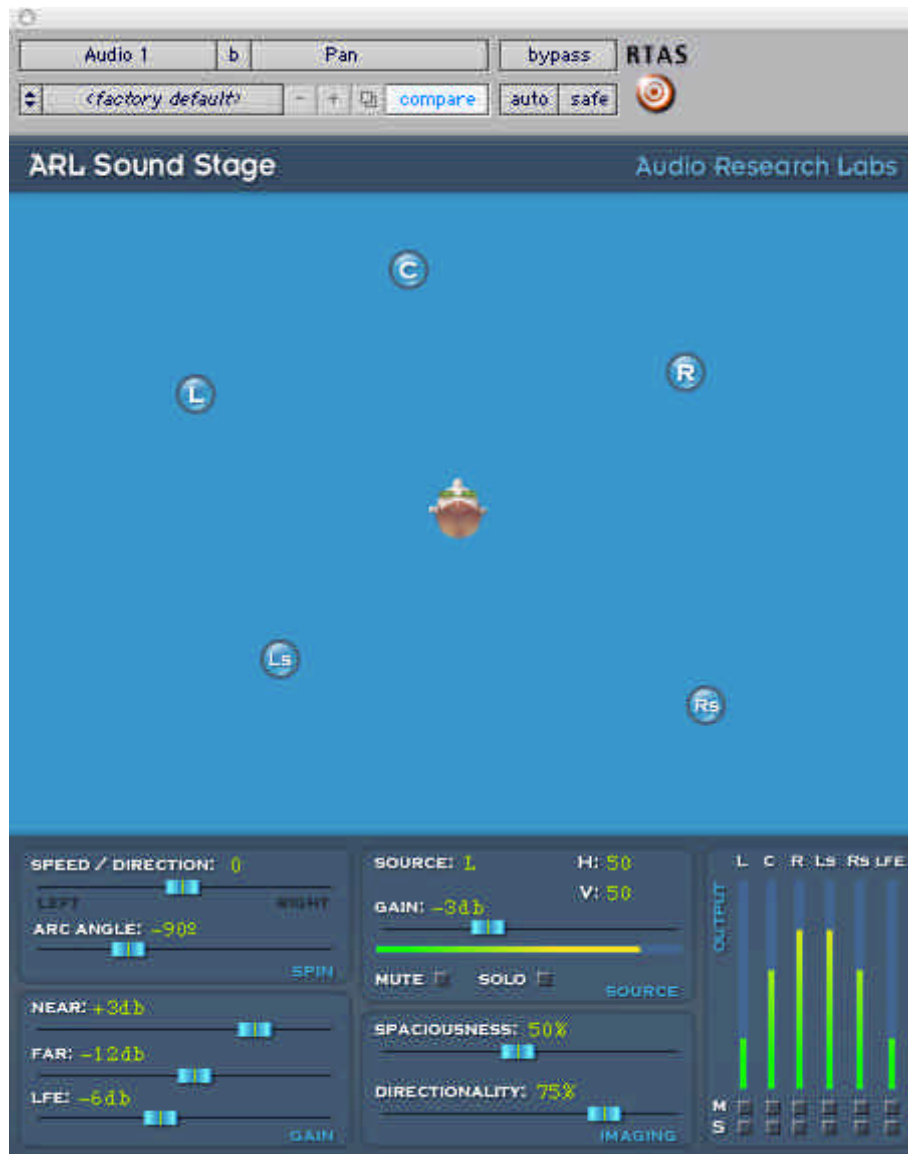 Audio 1 b Pan bypass RTAS
<factory default> - + compare auto safe
ARL Sound Stage Audio Research Labs
C
R
L
Ls
Rs
SPEED / DIRECTION: 0
LEFT RIGHT
ARC ANGLE: -90º
SPIN
NEAR: +3db
FAR: -12db
LFE: -6db
GAIN
SOURCE: L H: 50
V: 50
GAIN: -3db
MUTE SOLO
SOURCE
SPACIOUSNESS: 50%
DIRECTIONALITY: 75%
IMAGING
L C R Ls Rs LFE
OUTPUT
M
S